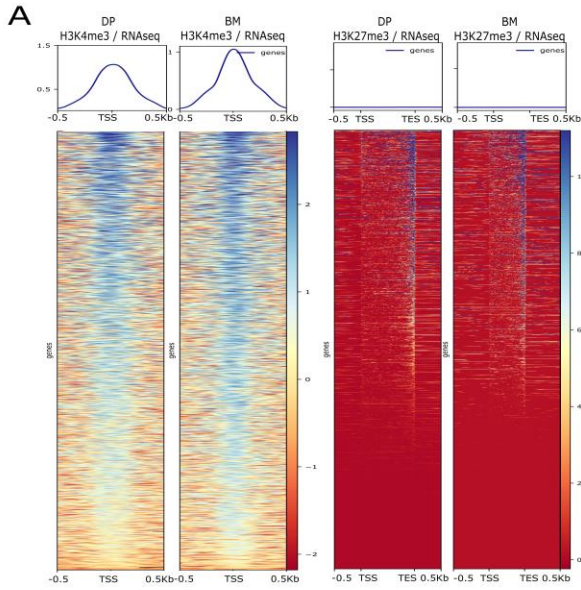 A
DP
H3K4me3 / RNAseq
BM
H3K4me3 / RNAseq
DP
H3K27me3 / RNAseq
BM
H3K27me3 / RNAseq
1.5
0.5
1
0
genes
genes
genes
-0.5 TSS 0.5Kb
-0.5 TSS 0.5Kb
-0.5 TSS TES 0.5Kb
-0.5 TSS TES 0.5Kb
genes
genes
genes
genes
2
1
0
−1
−2
8
6
4
2
0
-0.5 TSS 0.5Kb
-0.5 TSS 0.5Kb
-0.5 TSS TES 0.5Kb
-0.5 TSS TES 0.5Kb